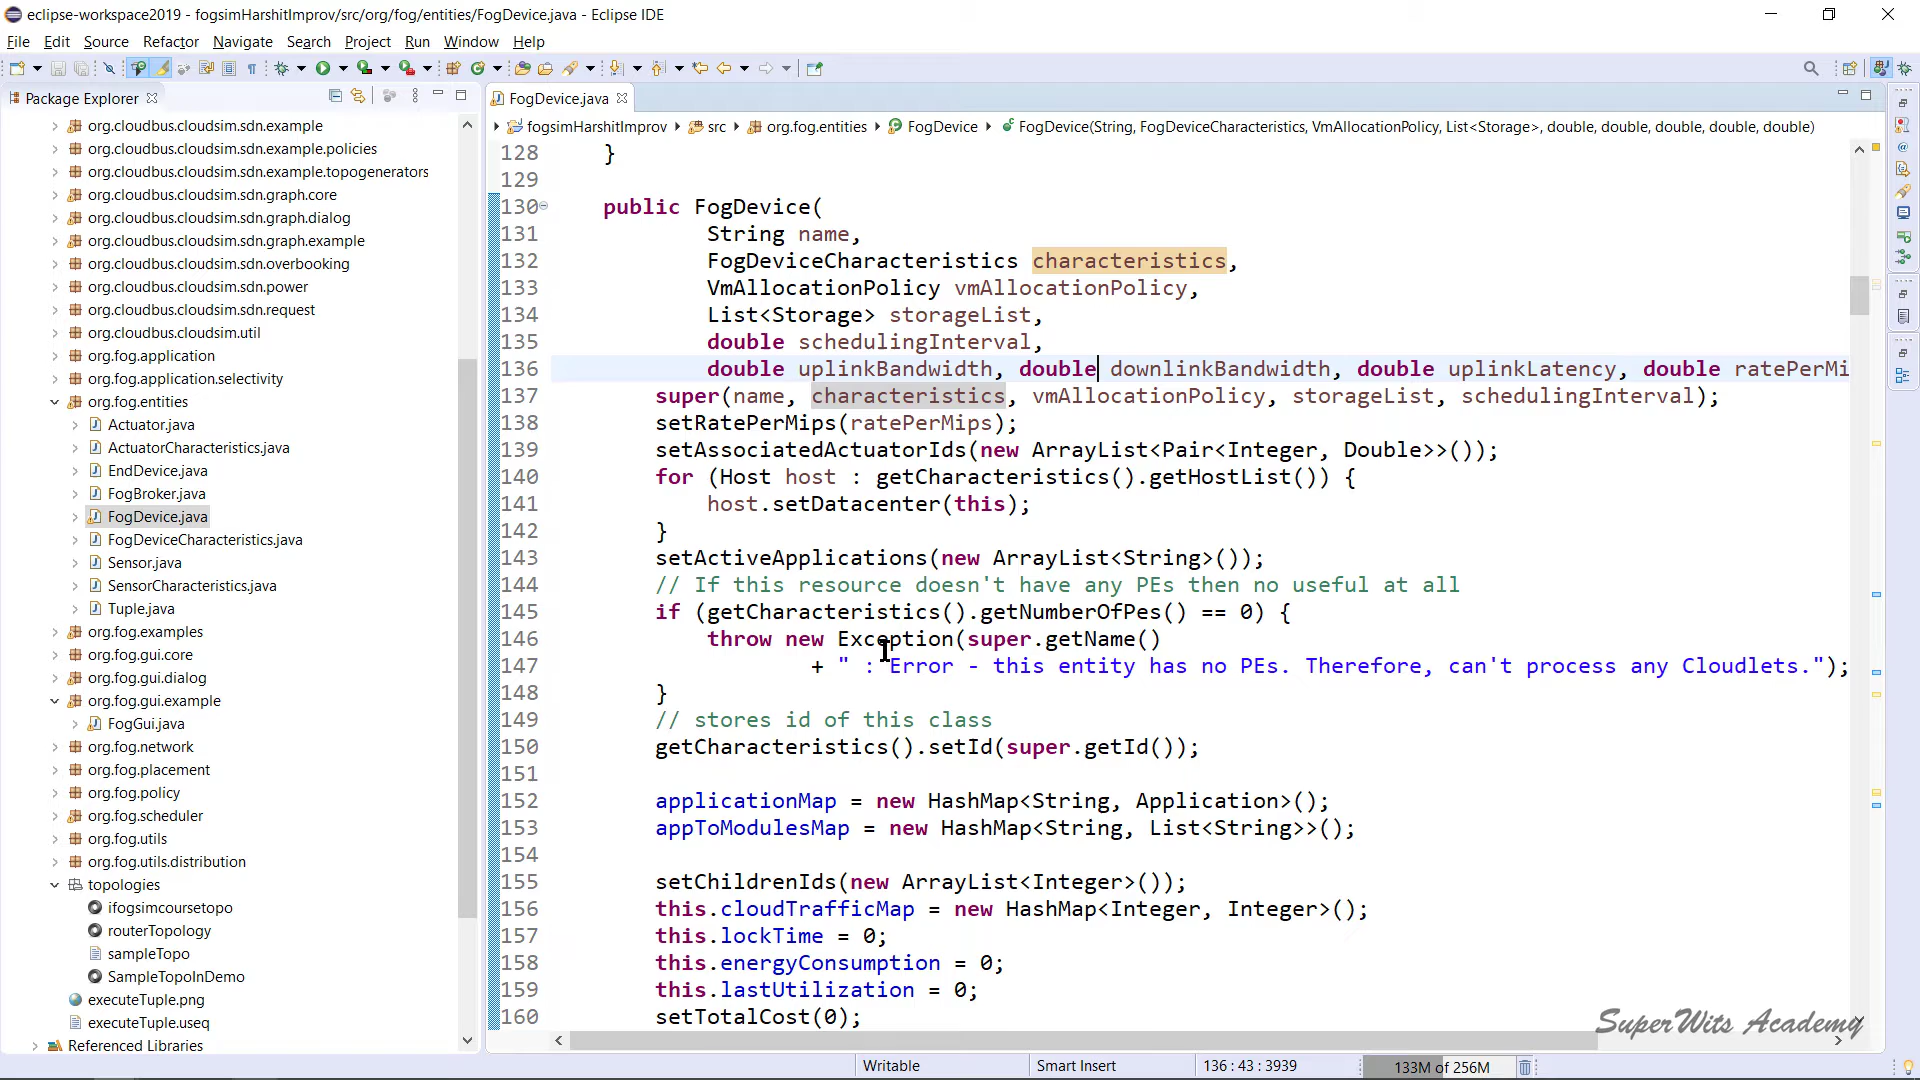 eclipse-workspace2019 - fogsimHarshitImprov/src/org/fog/entities/FogDevice.java - Eclipse IDE
File Edit Source Refactor Navigate Search Project Run Window Help
Package Explorer
org.cloudbus.cloudsim.sdn.example
org.cloudbus.cloudsim.sdn.example.policies
org.cloudbus.cloudsim.sdn.example.topogenerators
org.cloudbus.cloudsim.sdn.graph.core
org.cloudbus.cloudsim.sdn.graph.dialog
org.cloudbus.cloudsim.sdn.graph.example
org.cloudbus.cloudsim.sdn.overbooking
org.cloudbus.cloudsim.sdn.power
org.cloudbus.cloudsim.sdn.request
org.cloudbus.cloudsim.util
org.fog.application
org.fog.application.selectivity
org.fog.entities
Actuator.java
ActuatorCharacteristics.java
EndDevice.java
FogBroker.java
FogDevice.java
FogDeviceCharacteristics.java
Sensor.java
SensorCharacteristics.java
Tuple.java
org.fog.examples
org.fog.gui.core
org.fog.gui.dialog
org.fog.gui.example
FogGui.java
org.fog.network
org.fog.placement
org.fog.policy
org.fog.scheduler
org.fog.utils
org.fog.utils.distribution
topologies
ifogsimcoursetopo
routerTopology
sampleTopo
SampleTopoInDemo
executeTuple.png
executeTuple.useq
Referenced Libraries
FogDevice.java
fogsimHarshitImprov src org.fog.entities FogDevice FogDevice(String, FogDeviceCharacteristics, VmAllocationPolicy, List<Storage>, double, double, double, double, double)
128 }
129
130 public FogDevice(
131 String name,
132 FogDeviceCharacteristics characteristics,
133 VmAllocationPolicy vmAllocationPolicy,
134 List<Storage> storageList,
135 double schedulingInterval,
136 double uplinkBandwidth, double downlinkBandwidth, double uplinkLatency, double ratePerMi
137 super(name, characteristics, vmAllocationPolicy, storageList, schedulingInterval);
138 setRatePerMips(ratePerMips);
139 setAssociatedActuatorIds(new ArrayList<Pair<Integer, Double>>());
140 for (Host host : getCharacteristics().getHostList()) {
141 host.setDatacenter(this);
142 }
143 setActiveApplications(new ArrayList<String>());
144 // If this resource doesn't have any PEs then no useful at all
145 if (getCharacteristics().getNumberOfPes() == 0) {
146 throw new Exception(super.getName()
147 + " : Error - this entity has no PEs. Therefore, can't process any Cloudlets.");
148 }
149 // stores id of this class
150 getCharacteristics().setId(super.getId());
151
152 applicationMap = new HashMap<String, Application>();
153 appToModulesMap = new HashMap<String, List<String>>();
154
155 setChildrenIds(new ArrayList<Integer>());
156 this.cloudTrafficMap = new HashMap<Integer, Integer>();
157 this.lockTime = 0;
158 this.energyConsumption = 0;
159 this.lastUtilization = 0;
160 setTotalCost(0);
SuperWits Academy
Writable Smart Insert 136 : 43 : 3939 133M of 256M